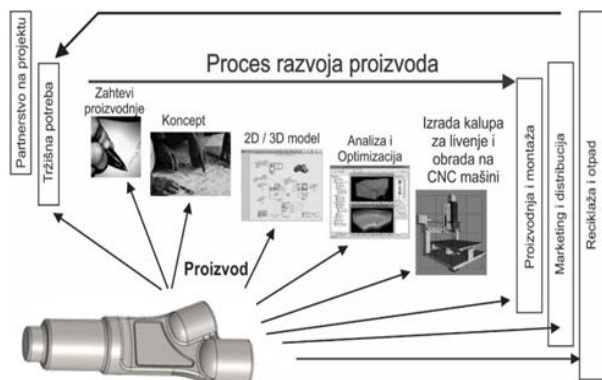 Partnerstvo na projektu
Tržišna potreba
Proces razvoja proizvoda
Zahtevi
proizvodnje
Koncept
2D / 3D model
Analiza i
Optimizacija
Izrada kalupa
za livenje i
obrada na
CNC mašini
Proizvodnja i montaža
Marketing i distribucija
Reciklaža i otpad
Proizvod